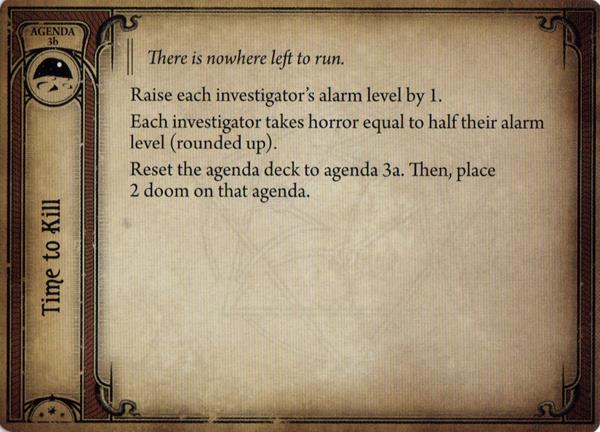 AGENDA
3b
Time to Kill
There is nowhere left to run.
Raise each investigator's alarm level by 1.
Each investigator takes horror equal to half their alarm
level (rounded up).
Reset the agenda deck to agenda 3a. Then, place
2 doom on that agenda.